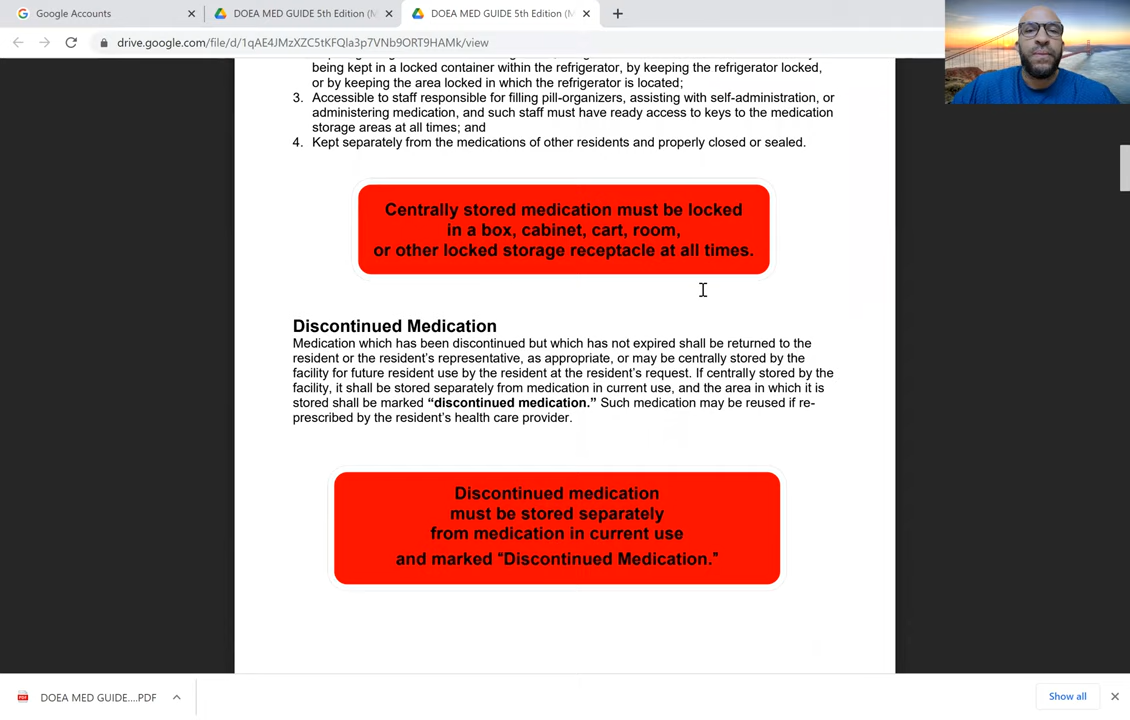 Google Accounts
DOEA MED GUIDE 5th Edition (M
DOEA MED GUIDE 5th Edition (M
drive.google.com/file/d/1qAE4JMzXZC5tKFQIa3p7VNb9ORT9HAMk/view
being kept in a locked container within the refrigerator, by keeping the refrigerator locked,
or by keeping the area locked in which the refrigerator is located;
3. Accessible to staff responsible for filling pill-organizers, assisting with self-administration, or
administering medication, and such staff must have ready access to keys to the medication
storage areas at all times; and
4. Kept separately from the medications of other residents and properly closed or sealed.
Centrally stored medication must be locked
in a box, cabinet, cart, room,
or other locked storage receptacle at all times.
Discontinued Medication
Medication which has been discontinued but which has not expired shall be returned to the
resident or the resident's representative, as appropriate, or may be centrally stored by the
facility for future resident use by the resident at the resident's request. If centrally stored by the
facility, it shall be stored separately from medication in current use, and the area in which it is
stored shall be marked "discontinued medication." Such medication may be reused if re-
prescribed by the resident's health care provider.
Discontinued medication
must be stored separately
from medication in current use
and marked "Discontinued Medication."
DOEA MED GUIDE....PDF
Show all